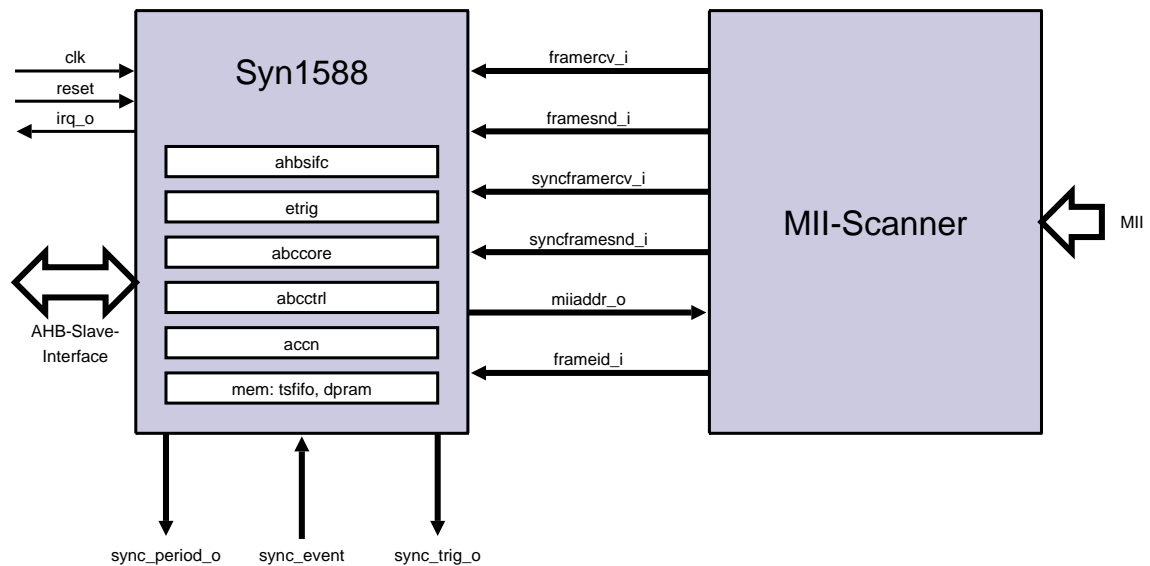 clk
reset
irq_o
Syn1588
ahbsifc
etrig
abccore
abcctrl
accn
mem: tsfifo, dpram
AHB-Slave-
Interface
framercv_i
framesnd_i
syncframercv_i
syncframesnd_i
miiaddr_o
frameid_i
MII-Scanner
MII
sync_period_o
sync_event
sync_trig_o